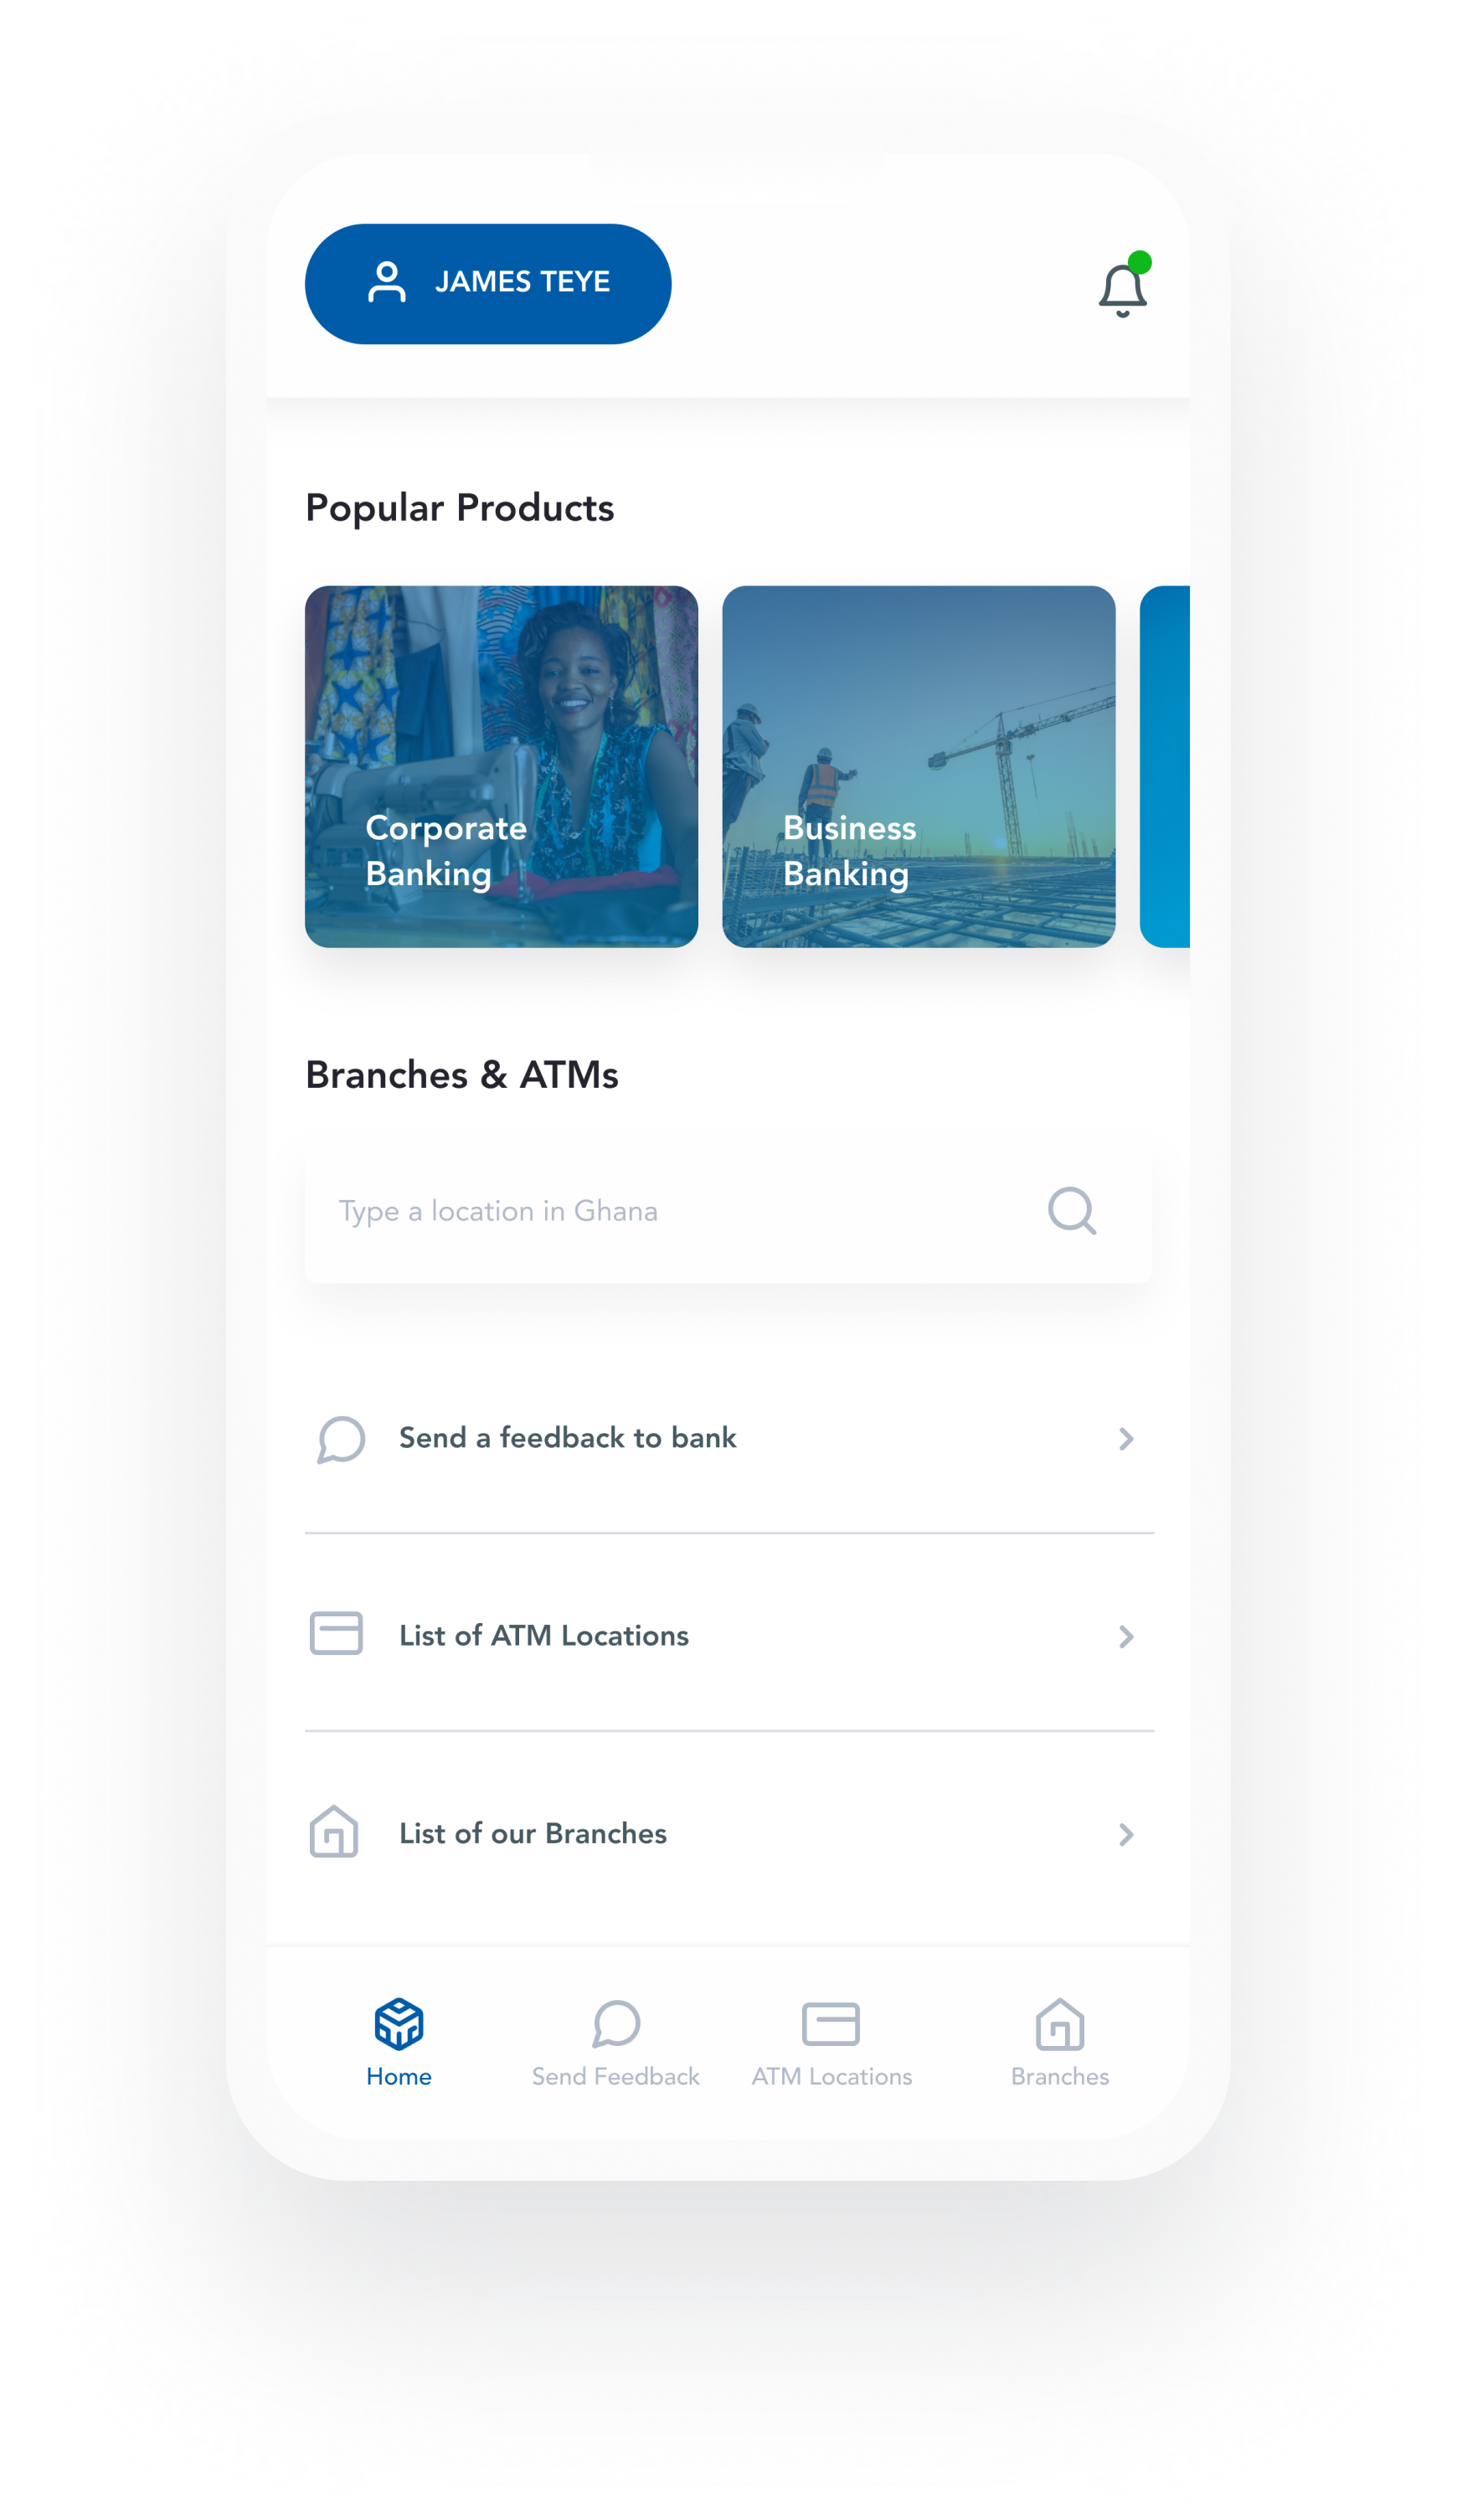 JAMES TEYE
Popular Products
Corporate
Banking
Business
Banking
Branches & ATMs
Type a location in Ghana
Send a feedback to bank
List of ATM Locations
List of our Branches
Home
Send Feedback
ATM Locations
Branches